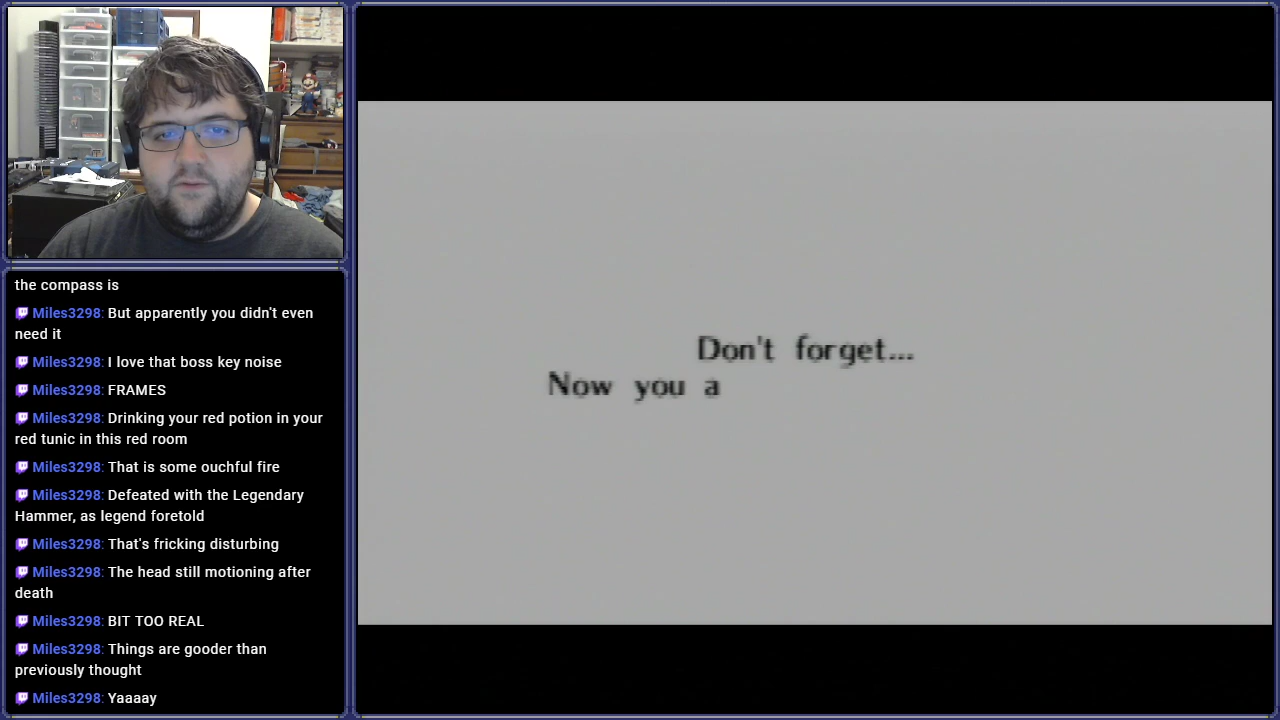 the compass is
Miles3298: But apparently you didn't even
need it
Miles3298: I love that boss key noise
Miles3298: FRAMES
Miles3298: Drinking your red potion in your
red tunic in this red room
Miles3298: That is some ouchful fire
Miles3298: Defeated with the Legendary
Hammer, as legend foretold
Miles3298: That's fricking disturbing
Miles3298: The head still motioning after
death
Miles3298: BIT TOO REAL
Miles3298: Things are gooder than
previously thought
Miles3298: Yaaaay
Don't forget...
Now you a